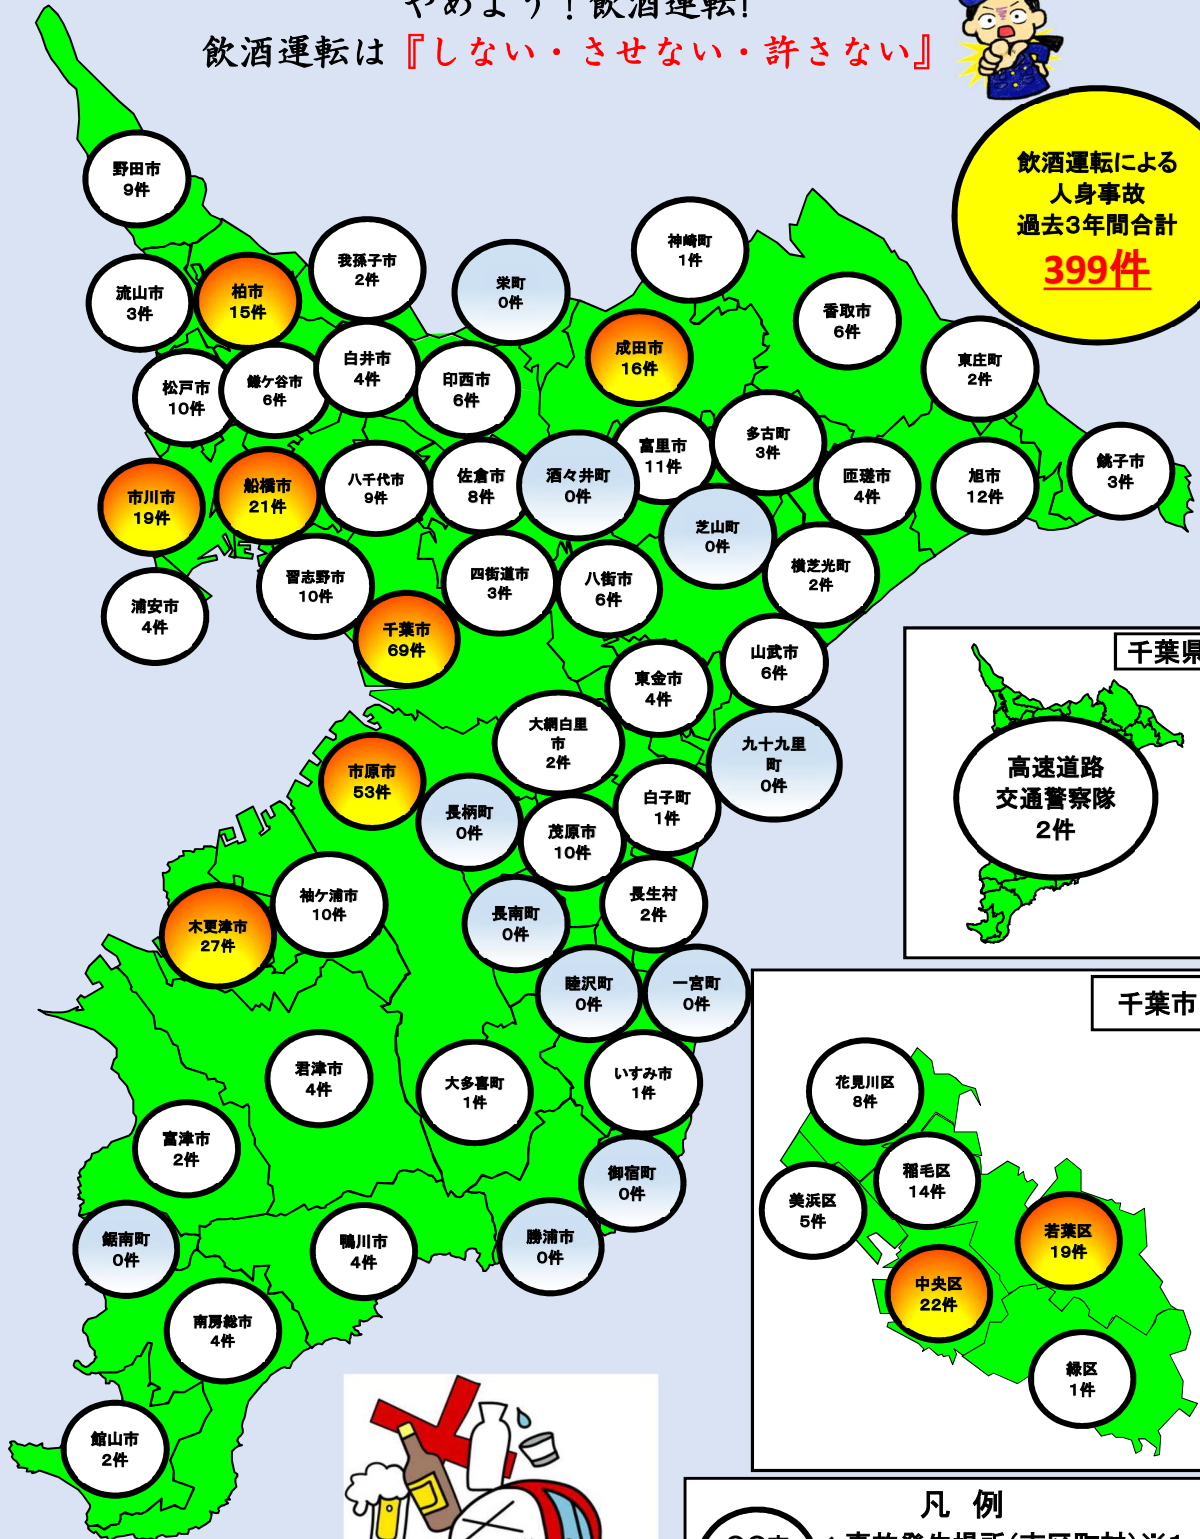 やめよう！飲酒運転!
飲酒運転は『しない・させない・許さない』
飲酒運転による
人身事故
過去3年間合計
399件
野田市
9件
流山市
3件
柏市
15件
我孫子市
2件
栄町
0件
神崎町
1件
香取市
6件
東庄町
2件
松戸市
10件
鎌ケ谷市
6件
白井市
4件
印西市
6件
成田市
16件
富里市
11件
多古町
3件
匝瑳市
4件
旭市
12件
銚子市
3件
市川市
19件
船橋市
21件
八千代市
9件
佐倉市
8件
酒々井町
0件
芝山町
0件
横芝光町
2件
浦安市
4件
習志野市
10件
千葉市
69件
四街道市
3件
八街市
6件
東金市
4件
山武市
6件
大網白里
市
2件
九十九里
町
0件
市原市
53件
長柄町
0件
茂原市
10件
白子町
1件
木更津市
27件
袖ケ浦市
10件
長南町
0件
長生村
2件
睦沢町
0件
一宮町
0件
君津市
4件
大多喜町
1件
いすみ市
1件
富津市
2件
御宿町
0件
鋸南町
0件
鴨川市
4件
勝浦市
0件
南房総市
4件
館山市
2件
千葉県
高速道路
交通警察隊
2件
千葉市
花見川区
8件
稲毛区
14件
美浜区
5件
若葉区
19件
中央区
22件
緑区
1件
凡 例